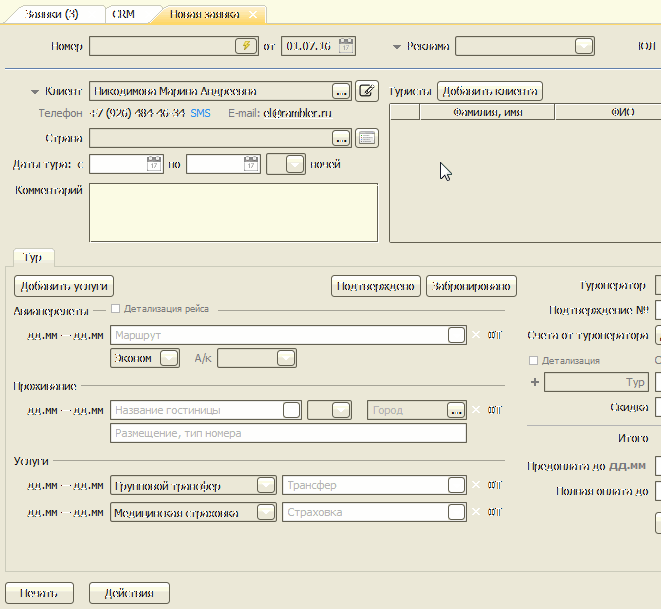 Заявки (3) CRM Новая заявка
Номер от 01.07.16 Реклама ЮЛ
Клиент Никодимова Марина Андреевна Туристы Добавить клиента
Телефон +7 (926) 484 46 34 SMS E-mail: el@rambler.ru Фамилия, имя ФИО
Страна
Даты тура: с по ночей
Комментарий
Тур
Добавить услуги Подтверждено Забронировано Туроператор
Авиаперелеты Детализация рейса Подтверждение №
дд.мм — дд.мм Маршрут Счета от туроператора
Эконом А/к Детализация
Проживание + Тур
дд.мм — дд.мм Название гостиницы Город Скидка
Размещение, тип номера
Итого
Услуги Предоплата до дд.мм
дд.мм — дд.мм Групповой трансфер Трансфер Полная оплата до
дд.мм — дд.мм Медицинская страховка Страховка
Печать Действия